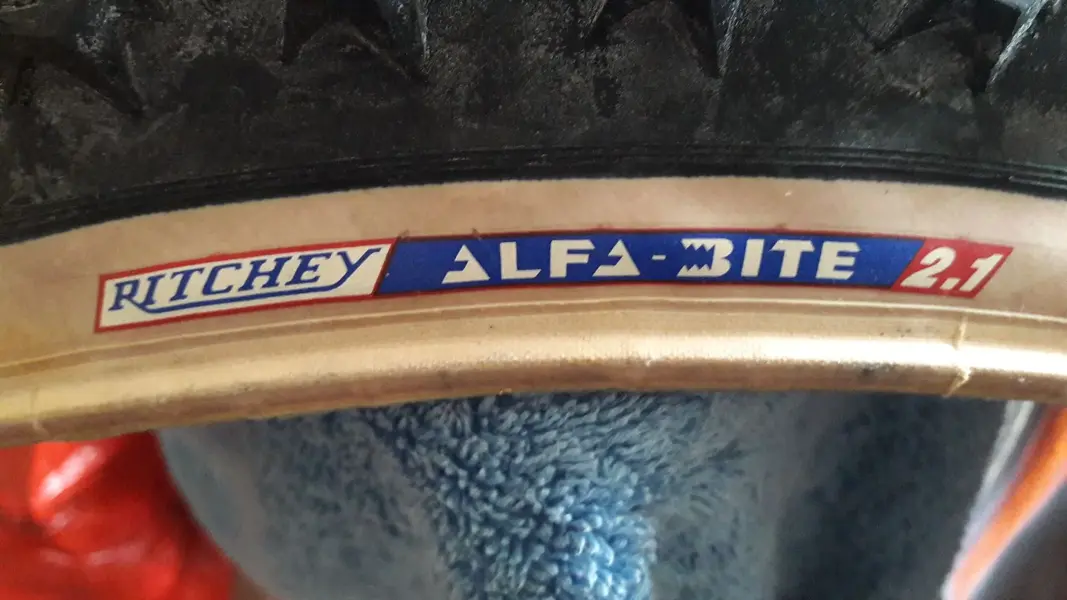 RITCHEY ALFA-BITE 2.1